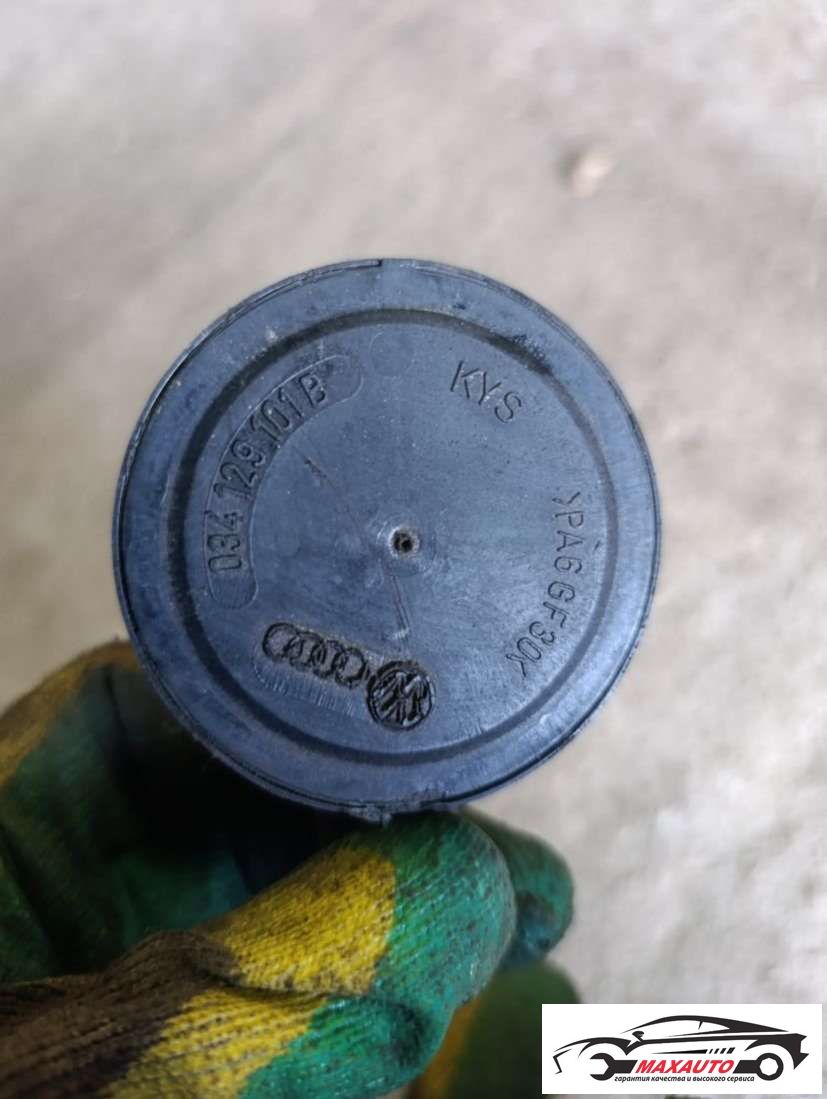 034 129 101 B
KYS
>PA6 GF30<
MAXAUTO
гарантия качества и высокого сервиса